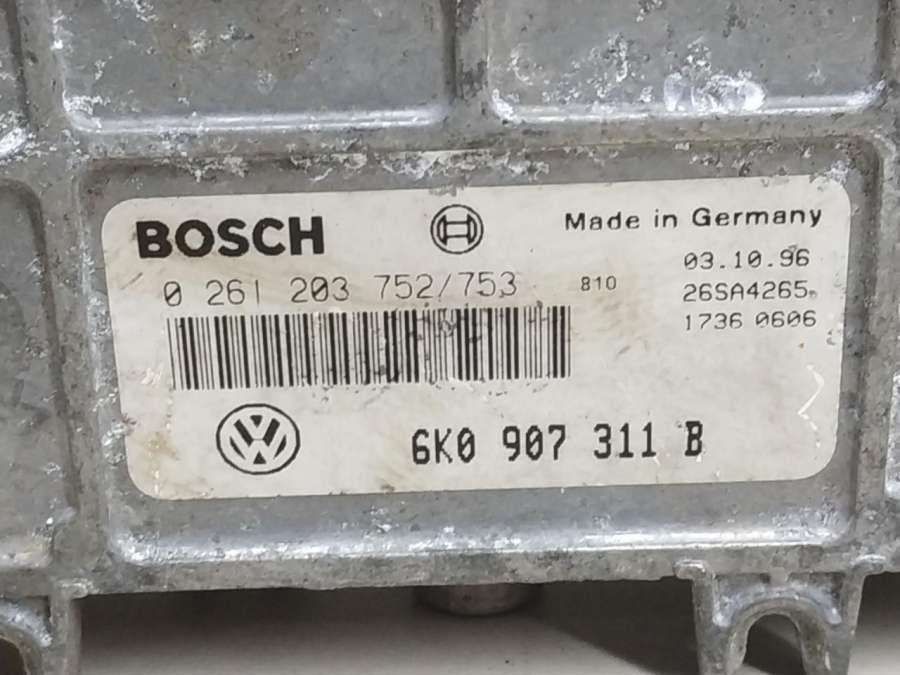 BOSCH
Made in Germany
0 261 203 752/753
810
03.10.96
26SA4265
1736 0606
6K0 907 311 B